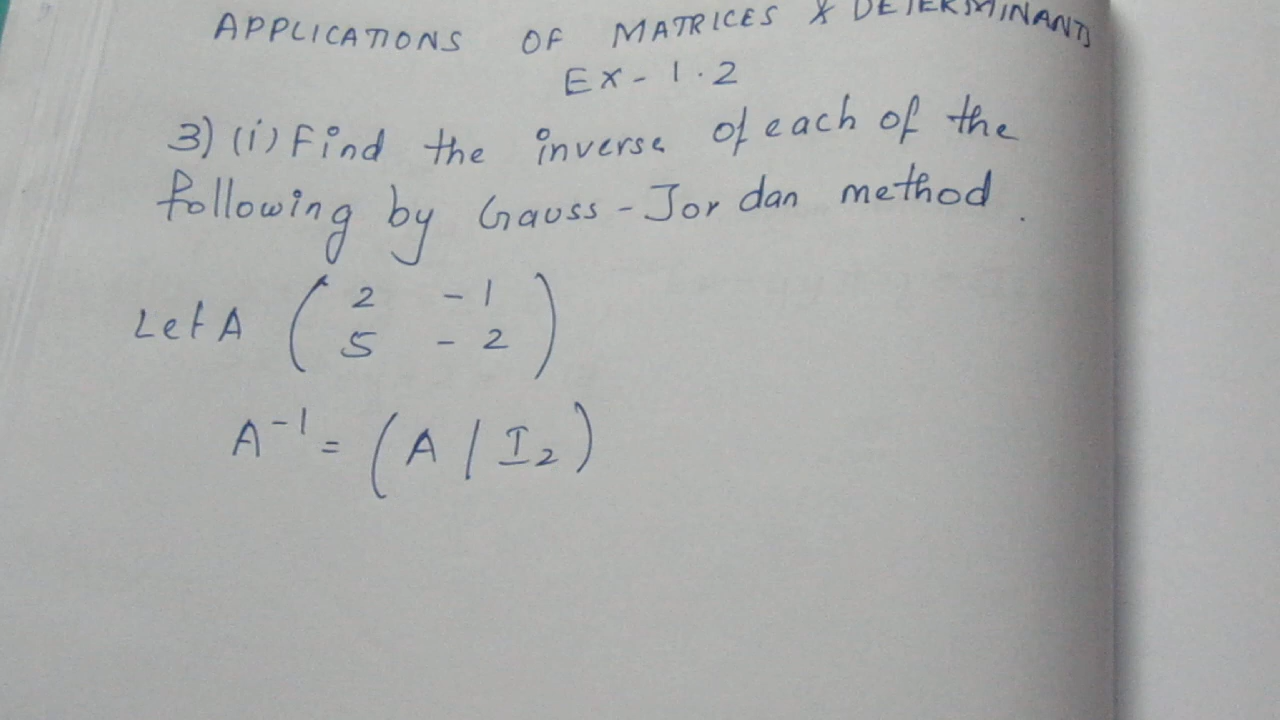 APPLICATIONS OF MATRICES & DETERMINANTS
EX - 1.2
3) (i) Find the inverse of each of the
following by Gauss - Jordan method.
Let A ( 2 -1
5 -2 )
A⁻¹ = ( A / I₂ )